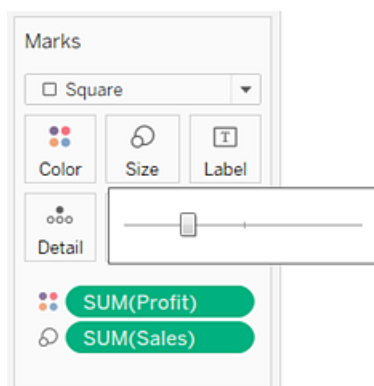 Marks
Square
Color Size Label
Detail
SUM(Profit)
SUM(Sales)